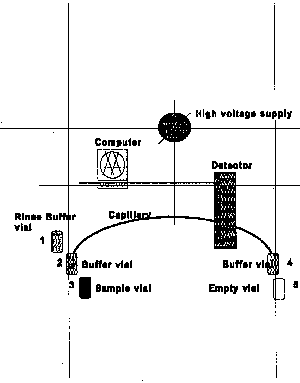 High voltage supply
Computer
Detector
Rinse Buffer
vial
Capillary
1
2 Buffer vial
Buffer vial 4
3 Sample vial
Empty vial 5